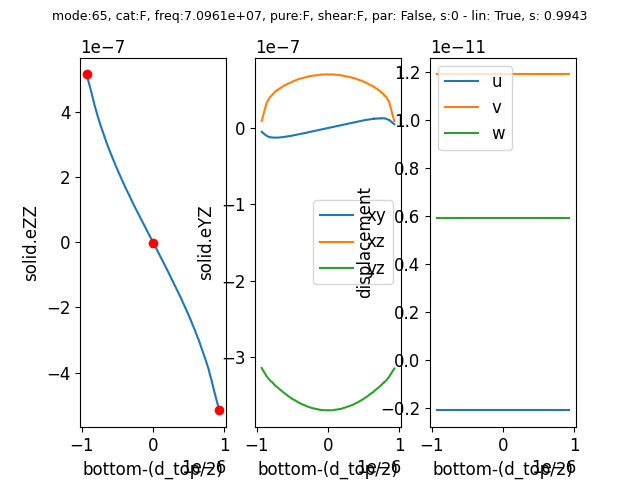 mode:65, cat:F, freq:7.0961e+07, pure:F, shear:F, par: False, s:0 - lin: True, s: 0.9943
1e−7
4
2
0
−2
−4
solid.eZZ
−1
0
1
1e−6
bottom-(d_top/2)
1e−7
0
−1
−2
−3
solid.eYZ
xy
xz
yz
−1
0
1
1e−6
bottom-(d_top/2)
1e−11
1.2
1.0
0.8
0.6
0.4
0.2
0.0
−0.2
displacement
u
v
w
−1
0
1
1e−6
bottom-(d_top/2)